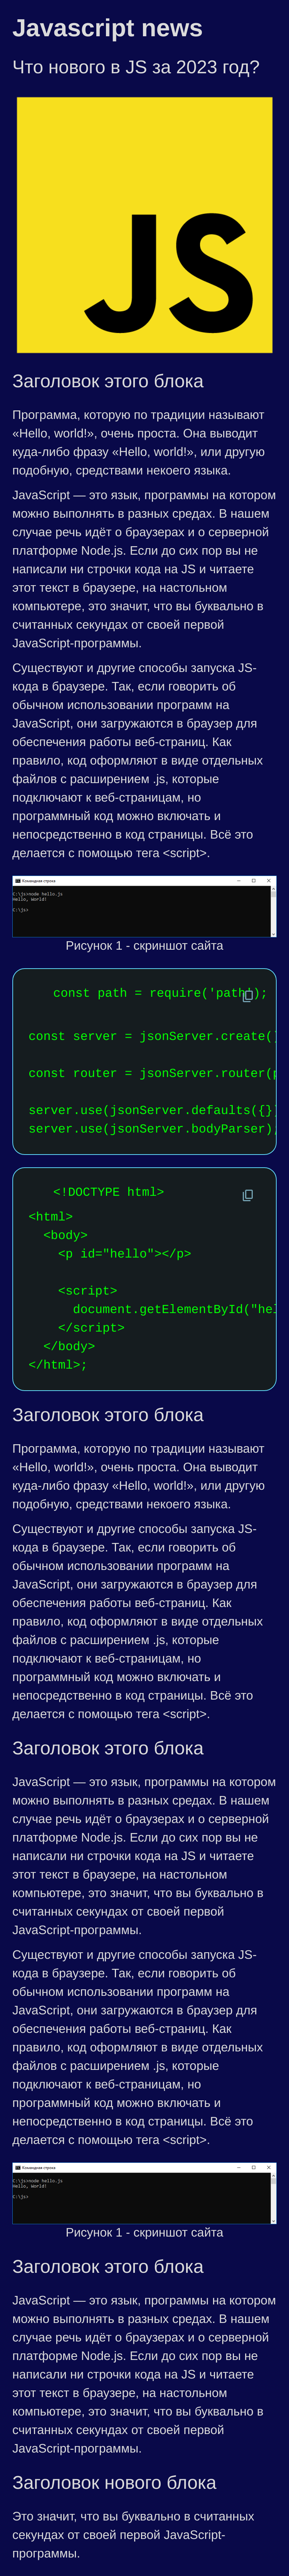 Javascript news
Что нового в JS за 2023 год?
JS
Заголовок этого блока
Программа, которую по традиции называют
«Hello, world!», очень проста. Она выводит
куда-либо фразу «Hello, world!», или другую
подобную, средствами некоего языка.
JavaScript — это язык, программы на котором
можно выполнять в разных средах. В нашем
случае речь идёт о браузерах и о серверной
платформе Node.js. Если до сих пор вы не
написали ни строчки кода на JS и читаете
этот текст в браузере, на настольном
компьютере, это значит, что вы буквально в
считанных секундах от своей первой
JavaScript-программы.
Существуют и другие способы запуска JS-
кода в браузере. Так, если говорить об
обычном использовании программ на
JavaScript, они загружаются в браузер для
обеспечения работы веб-страниц. Как
правило, код оформляют в виде отдельных
файлов с расширением .js, которые
подключают к веб-страницам, но
программный код можно включать и
непосредственно в код страницы. Всё это
делается с помощью тега <script>.
Командная строка
C:\js>node hello.js
Hello, World!
C:\js>
Рисунок 1 - скриншот сайта
const path = require('path');
const server = jsonServer.create()
const router = jsonServer.router(p
server.use(jsonServer.defaults({})
server.use(jsonServer.bodyParser);
<!DOCTYPE html>
<html>
<body>
<p id="hello"></p>
<script>
document.getElementById("hel
</script>
</body>
</html>;
Заголовок этого блока
Программа, которую по традиции называют
«Hello, world!», очень проста. Она выводит
куда-либо фразу «Hello, world!», или другую
подобную, средствами некоего языка.
Существуют и другие способы запуска JS-
кода в браузере. Так, если говорить об
обычном использовании программ на
JavaScript, они загружаются в браузер для
обеспечения работы веб-страниц. Как
правило, код оформляют в виде отдельных
файлов с расширением .js, которые
подключают к веб-страницам, но
программный код можно включать и
непосредственно в код страницы. Всё это
делается с помощью тега <script>.
Заголовок этого блока
JavaScript — это язык, программы на котором
можно выполнять в разных средах. В нашем
случае речь идёт о браузерах и о серверной
платформе Node.js. Если до сих пор вы не
написали ни строчки кода на JS и читаете
этот текст в браузере, на настольном
компьютере, это значит, что вы буквально в
считанных секундах от своей первой
JavaScript-программы.
Существуют и другие способы запуска JS-
кода в браузере. Так, если говорить об
обычном использовании программ на
JavaScript, они загружаются в браузер для
обеспечения работы веб-страниц. Как
правило, код оформляют в виде отдельных
файлов с расширением .js, которые
подключают к веб-страницам, но
программный код можно включать и
непосредственно в код страницы. Всё это
делается с помощью тега <script>.
Командная строка
C:\js>node hello.js
Hello, World!
C:\js>
Рисунок 1 - скриншот сайта
Заголовок этого блока
JavaScript — это язык, программы на котором
можно выполнять в разных средах. В нашем
случае речь идёт о браузерах и о серверной
платформе Node.js. Если до сих пор вы не
написали ни строчки кода на JS и читаете
этот текст в браузере, на настольном
компьютере, это значит, что вы буквально в
считанных секундах от своей первой
JavaScript-программы.
Заголовок нового блока
Это значит, что вы буквально в считанных
секундах от своей первой JavaScript-
программы.